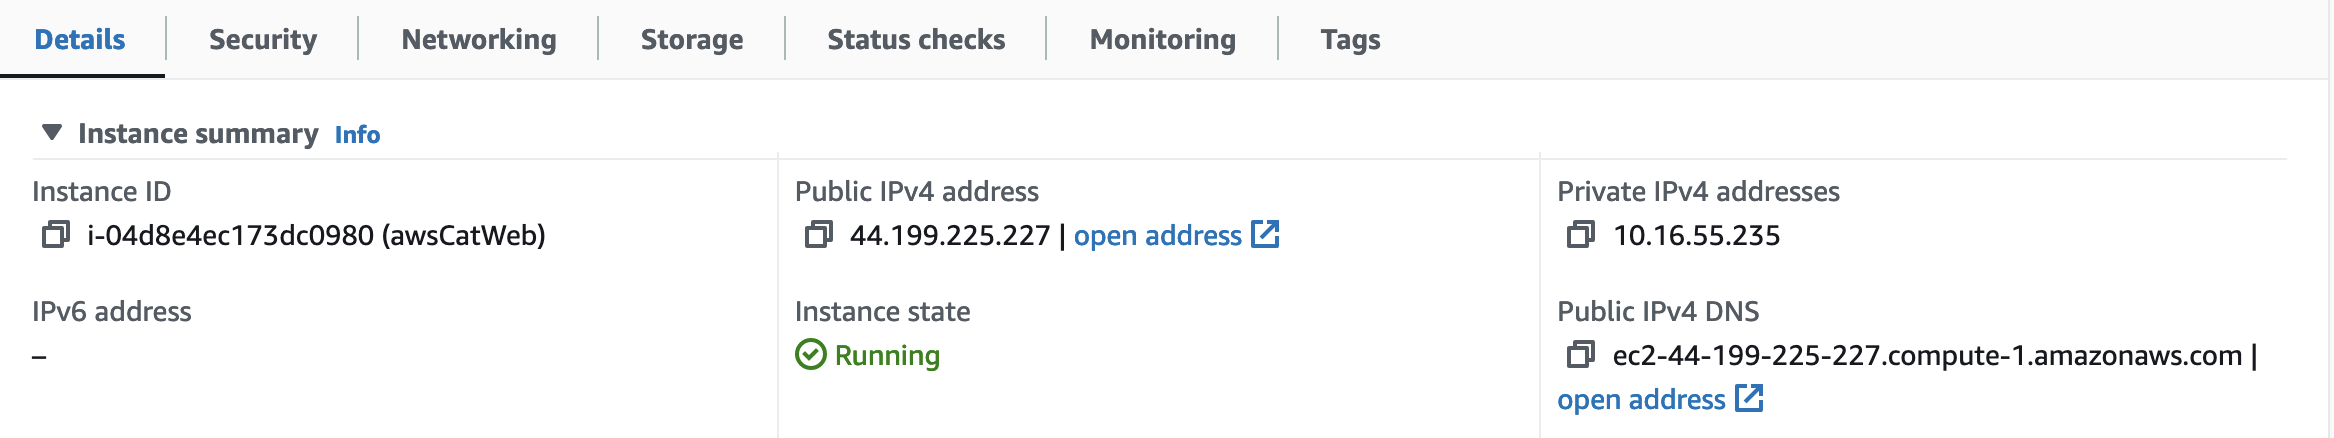 Details Security Networking Storage Status checks Monitoring Tags
Instance summary Info
Instance ID
i-04d8e4ec173dc0980 (awsCatWeb)
Public IPv4 address
44.199.225.227 | open address
Private IPv4 addresses
10.16.55.235
IPv6 address
–
Instance state
Running
Public IPv4 DNS
ec2-44-199-225-227.compute-1.amazonaws.com |
open address